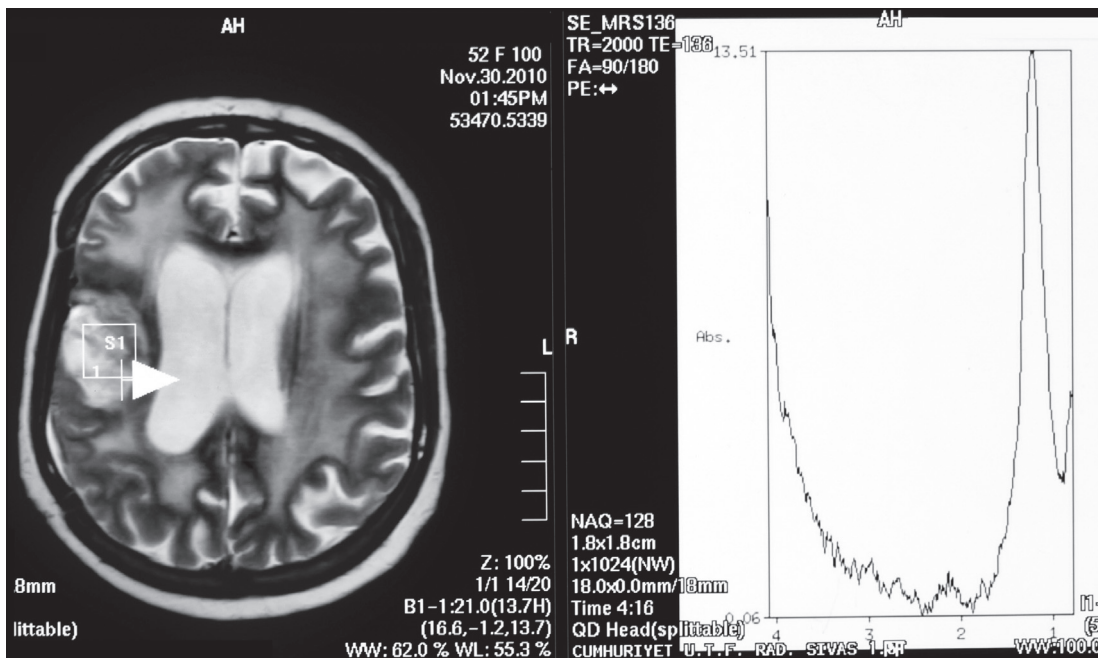 AH
52 F 100
Nov.30.2010
01:45PM
53470.5339
S1
1
L
8mm
littable)
Z: 100%
1/1 14/20
B1-1:21.0(13.7H)
(16.6,-1.2,13.7)
WW: 62.0 % WL: 55.3 %
SE_MRS136
TR=2000 TE=136
FA=90/180
PE:↔
AH
13.51
R
Abs.
NAQ=128
1.8x1.8cm
1x1024(NW)
18.0x0.0mm/18mm
Time 4:16
QD Head(splittable)
CUMHURIYET U.T.F. RAD. SIVAS
0.06
4
3
2
1
WW:100.0